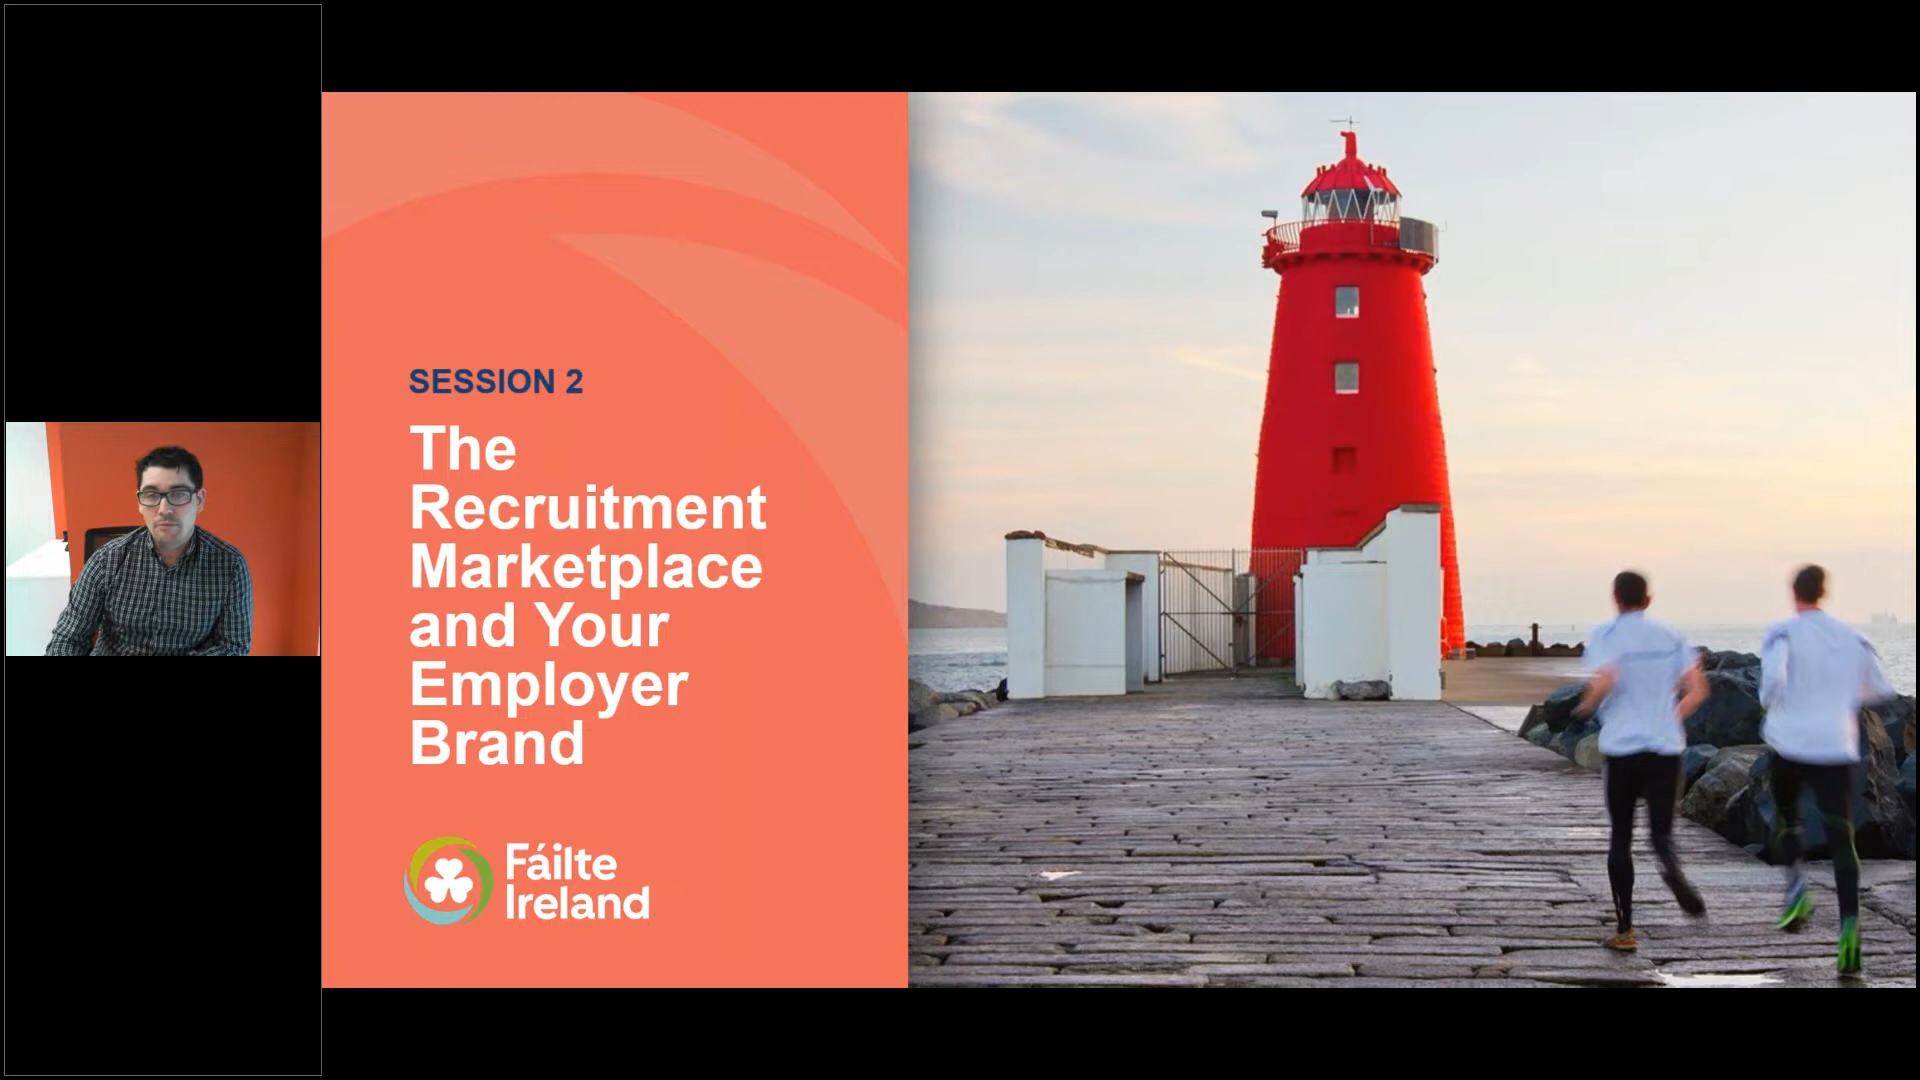 SESSION 2
The
Recruitment
Marketplace
and Your
Employer
Brand
Fáilte
Ireland